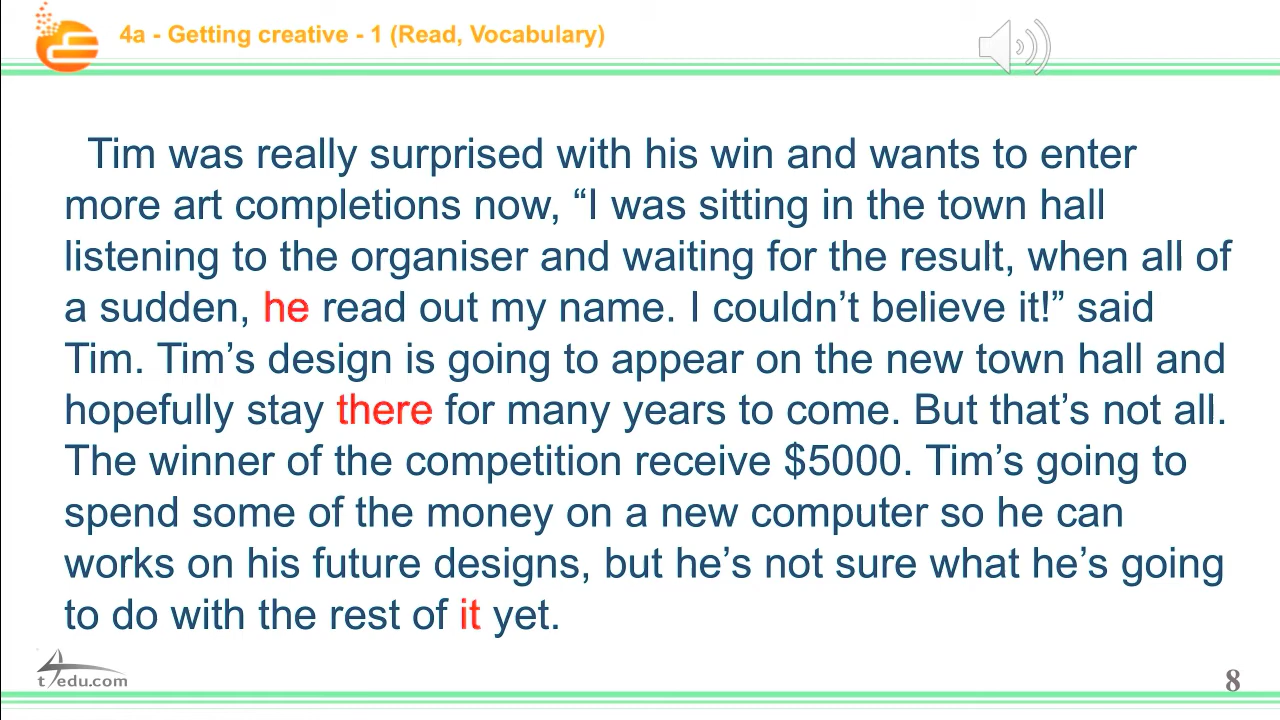 4a - Getting creative - 1 (Read, Vocabulary)
Tim was really surprised with his win and wants to enter
more art completions now, “I was sitting in the town hall
listening to the organiser and waiting for the result, when all of
a sudden, he read out my name. I couldn’t believe it!” said
Tim. Tim’s design is going to appear on the new town hall and
hopefully stay there for many years to come. But that’s not all.
The winner of the competition receive $5000. Tim’s going to
spend some of the money on a new computer so he can
works on his future designs, but he’s not sure what he’s going
to do with the rest of it yet.
edu.com
8